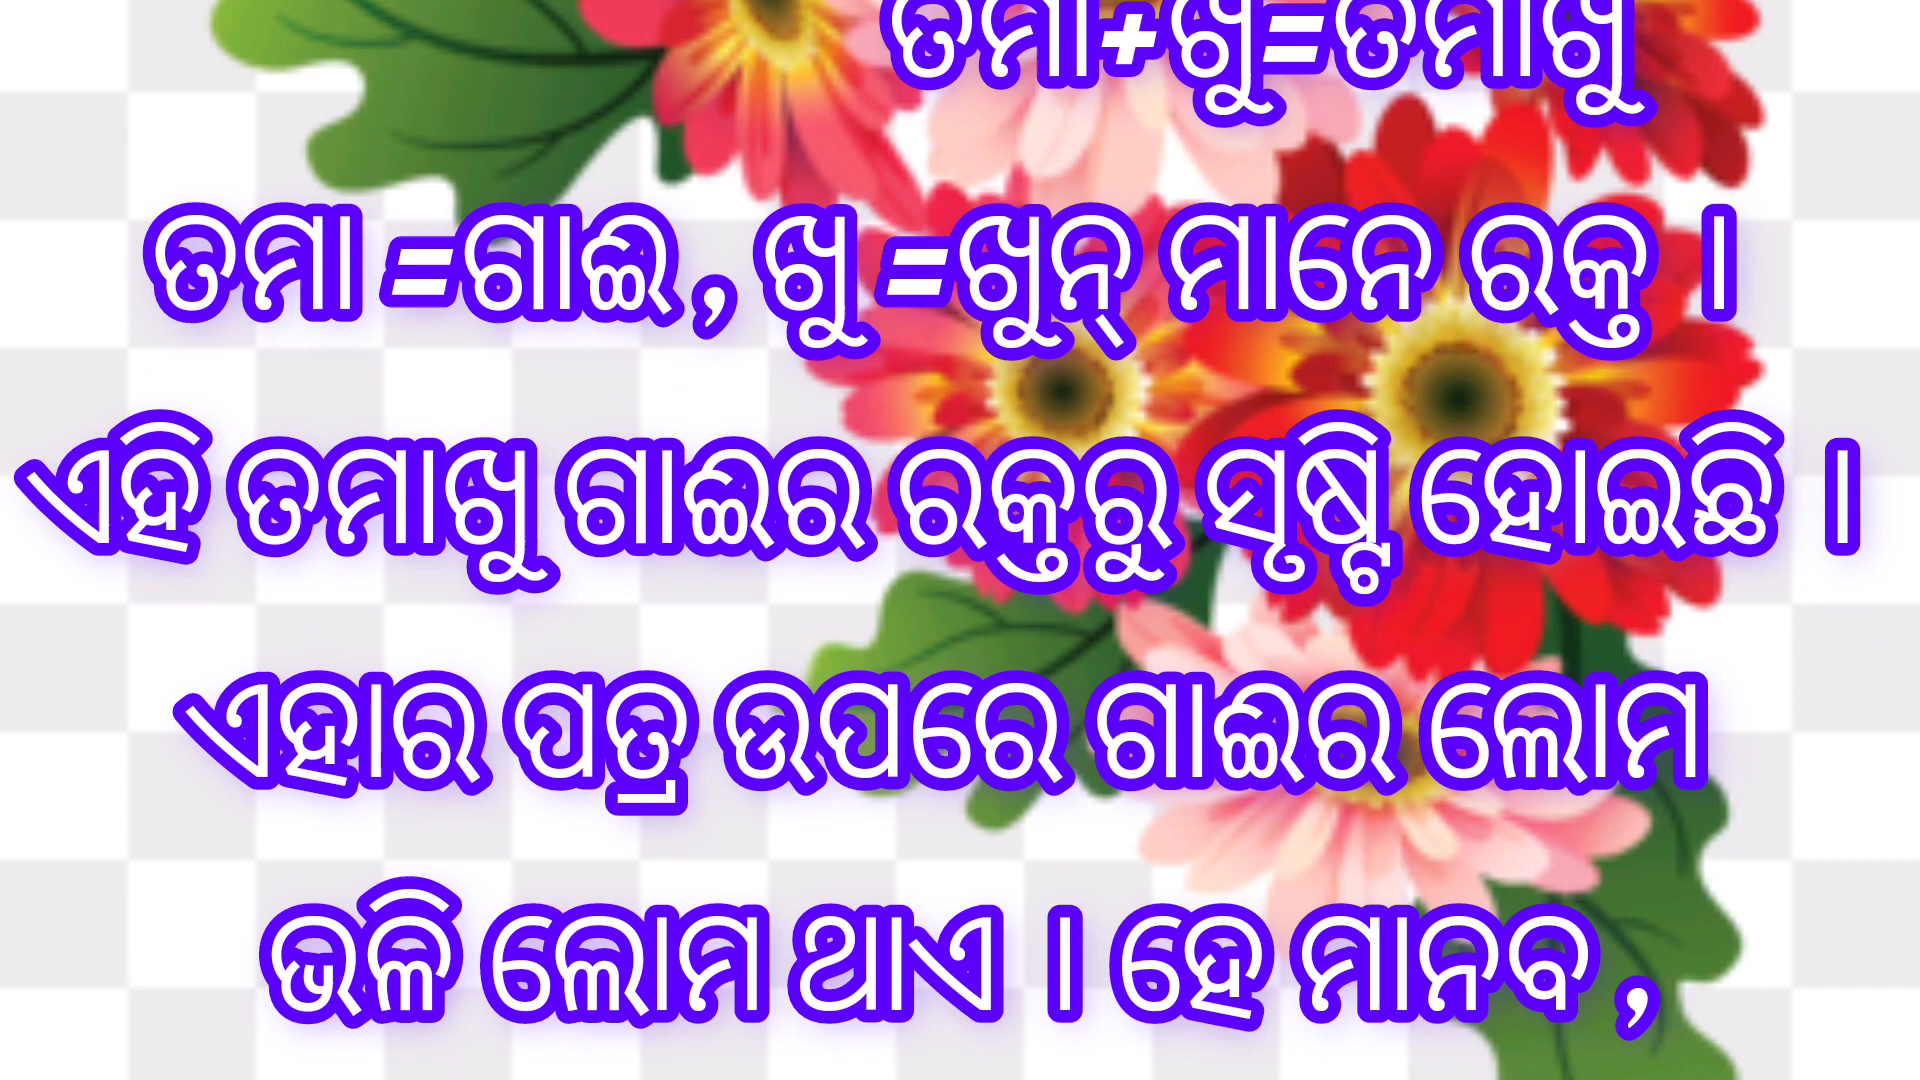 ତମା+ଖୁ=ତମାଖୁ
ତମା =ଗାଈ, ଖୁ =ଖୁନ୍ ମାନେ ରକ୍ତ ।
ଏହି ତମାଖୁ ଗାଈର ରକ୍ତରୁ ସୃଷ୍ଟି ହୋଇଛି ।
ଏହାର ପତ୍ର ଉପରେ ଗାଈର ଲୋମ
ଭଳି ଲୋମ ଥାଏ । ହେ ମାନବ,